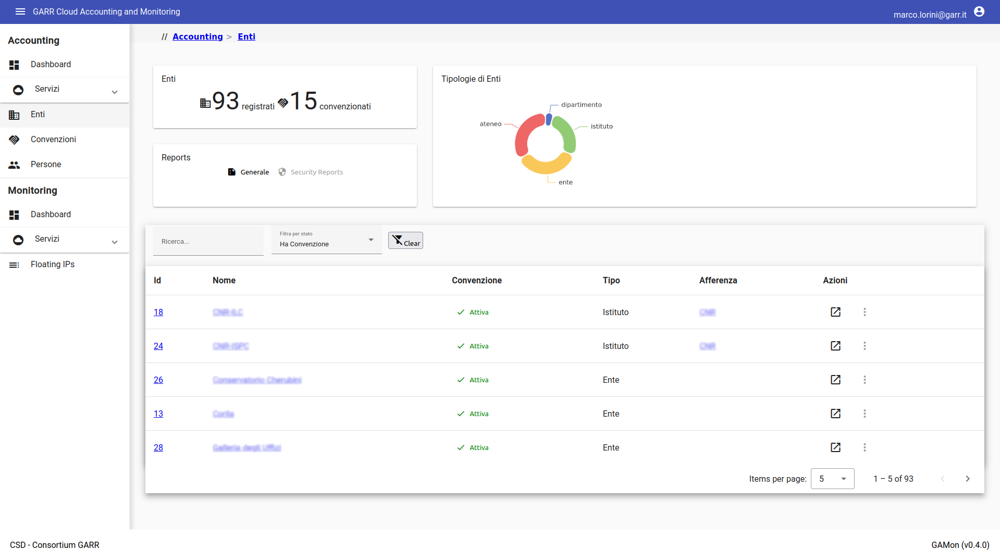 GARR Cloud Accounting and Monitoring
marco.lorini@garr.it
Accounting
Dashboard
Servizi
Enti
Convenzioni
Persone
Monitoring
Dashboard
Servizi
Floating IPs
// Accounting > Enti
Enti
93 registrati 15 convenzionati
Reports
Generale Security Reports
Tipologie di Enti
dipartimento
ateneo
istituto
ente
Ricerca...
Filtra per stato
Ha Convenzione
Clear
Id Nome Convenzione Tipo Afferenza Azioni
18 CNR-ILC Attiva Istituto CNR
24 CNR-ISPC Attiva Istituto CNR
26 Conservatorio Cherubini Attiva Ente
13 Attiva Ente
28 Galleria degli Uffizi Attiva Ente
Items per page: 5 1 – 5 of 93
CSD - Consortium GARR
GAMon (v0.4.0)